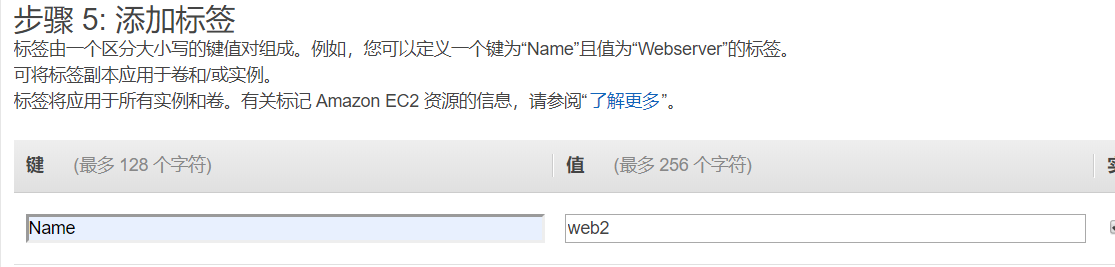 步骤 5: 添加标签
标签由一个区分大小写的键值对组成。例如，您可以定义一个键为“Name”且值为“Webserver”的标签。
可将标签副本应用于卷和/或实例。
标签将应用于所有实例和卷。有关标记 Amazon EC2 资源的信息，请参阅“了解更多”。
键 (最多 128 个字符) 值 (最多 256 个字符)
Name web2